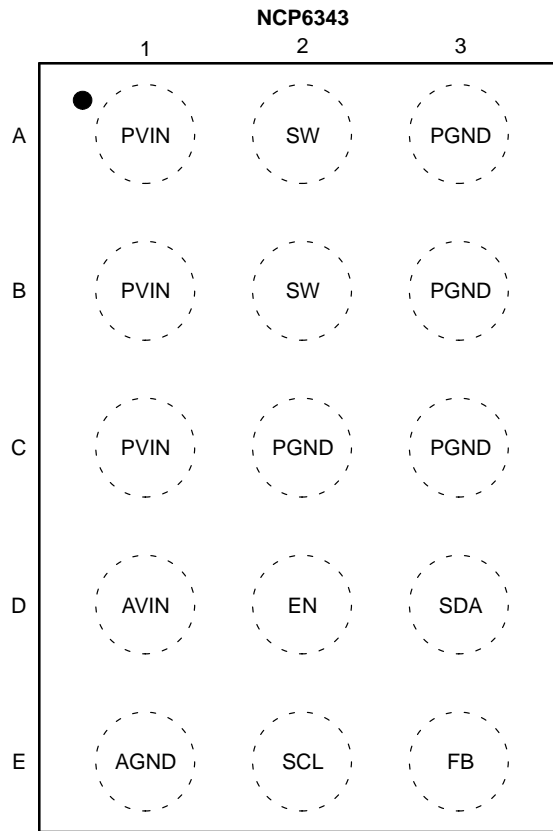 NCP6343
1 2 3
A PVIN SW PGND
B PVIN SW PGND
C PVIN PGND PGND
D AVIN EN SDA
E AGND SCL FB